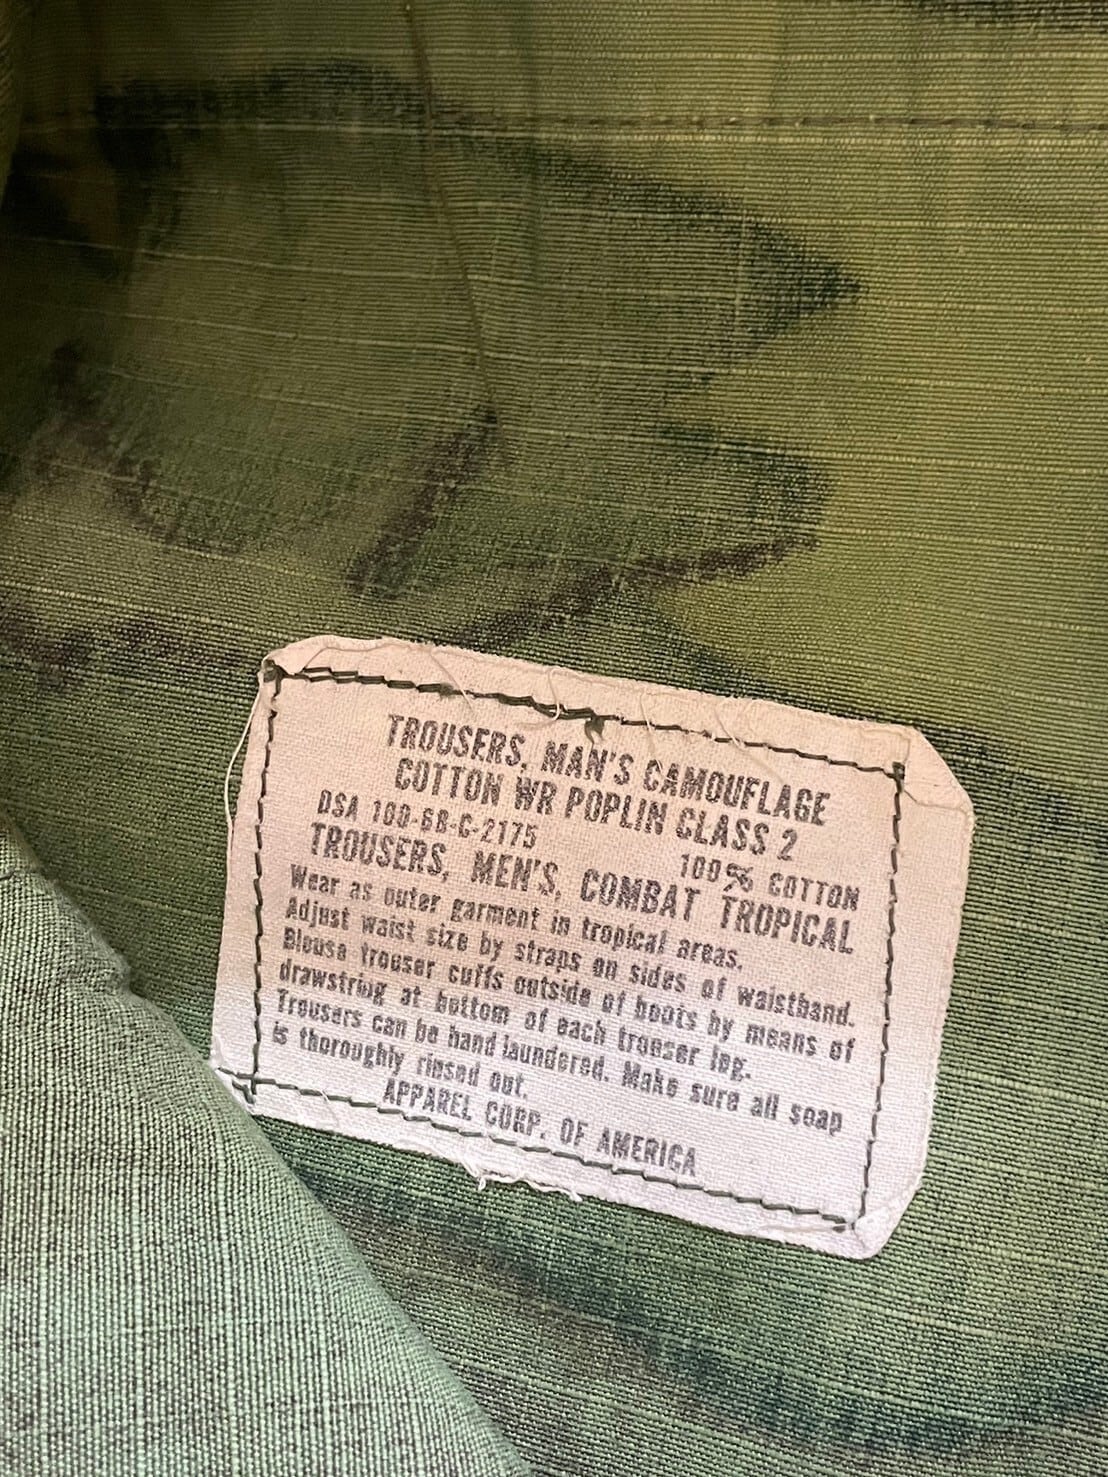 TROUSERS, MAN'S CAMOUFLAGE
COTTON WR POPLIN CLASS 2
DSA 100-68-C-2175
100% COTTON
TROUSERS, MEN'S, COMBAT TROPICAL
Wear as outer garment in tropical areas.
Adjust waist size by straps on sides of waistband.
Blouse trouser cuffs outside of boots by means of
drawstring at bottom of each trouser leg.
Trousers can be hand laundered. Make sure all soap
is thoroughly rinsed out.
APPAREL CORP. OF AMERICA